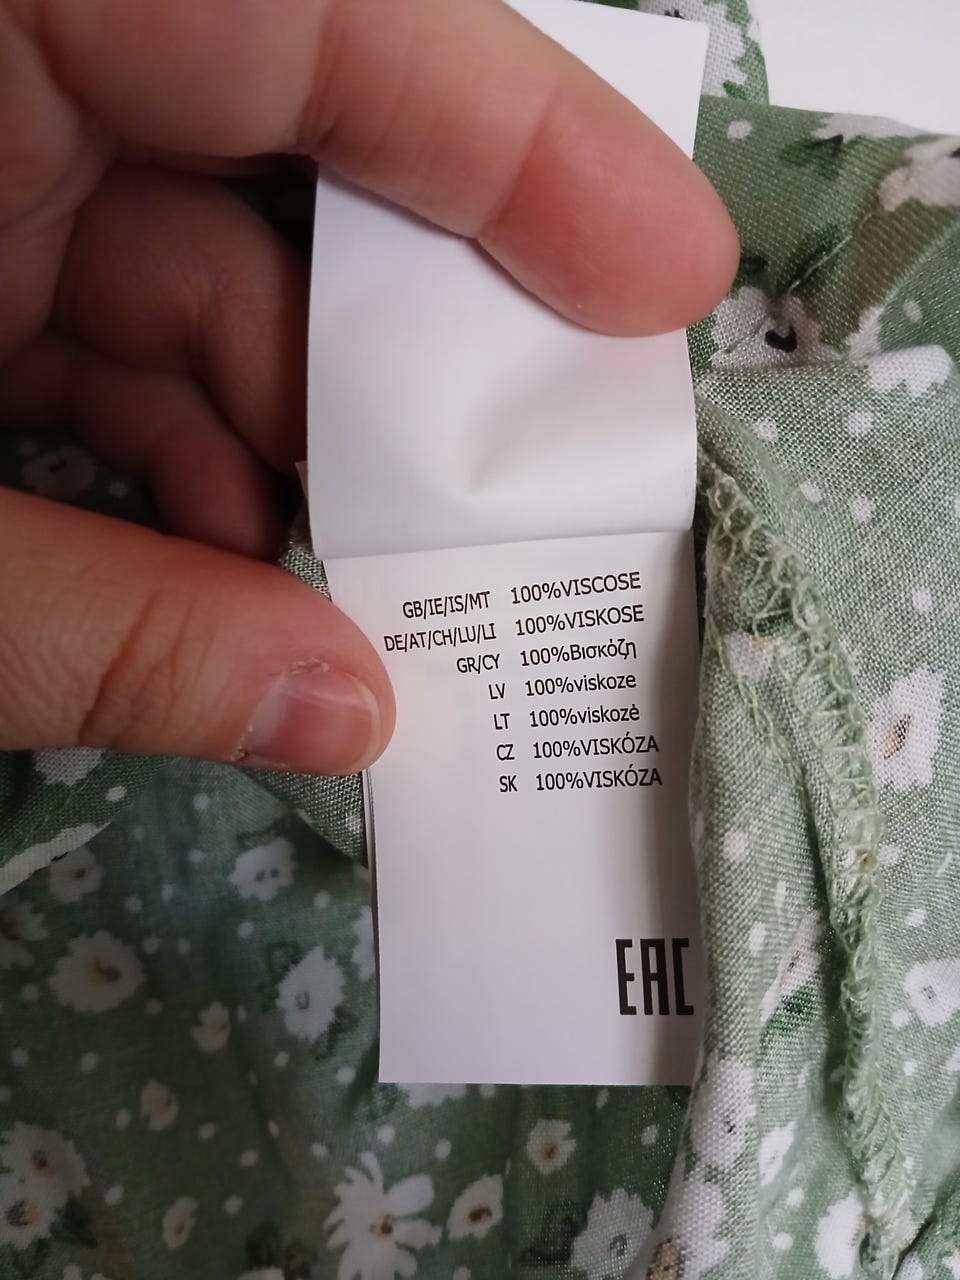 GB/IE/IS/MT 100%VISCOSE
DE/AT/CH/LU/LI 100%VISKOSE
GR/CY 100%Βισκόζη
LV 100%viskoze
LT 100%viskozė
CZ 100%VISKÓZA
SK 100%VISKÓZA
EAC